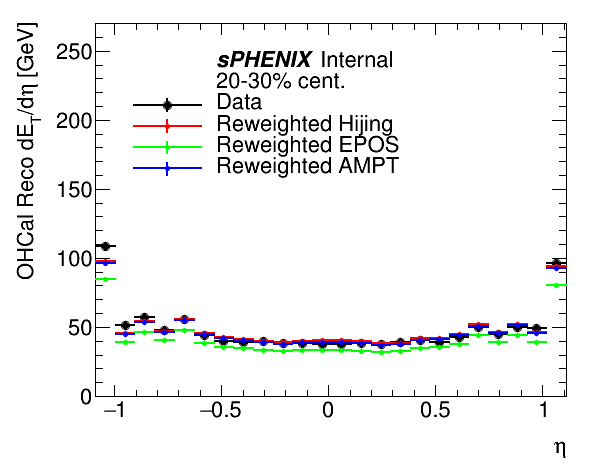 OHCal Reco dE_T/dη [GeV]
250
200
150
100
50
0
sPHENIX Internal
20-30% cent.
Data
Reweighted Hijing
Reweighted EPOS
Reweighted AMPT
−1 −0.5 0 0.5 1
η